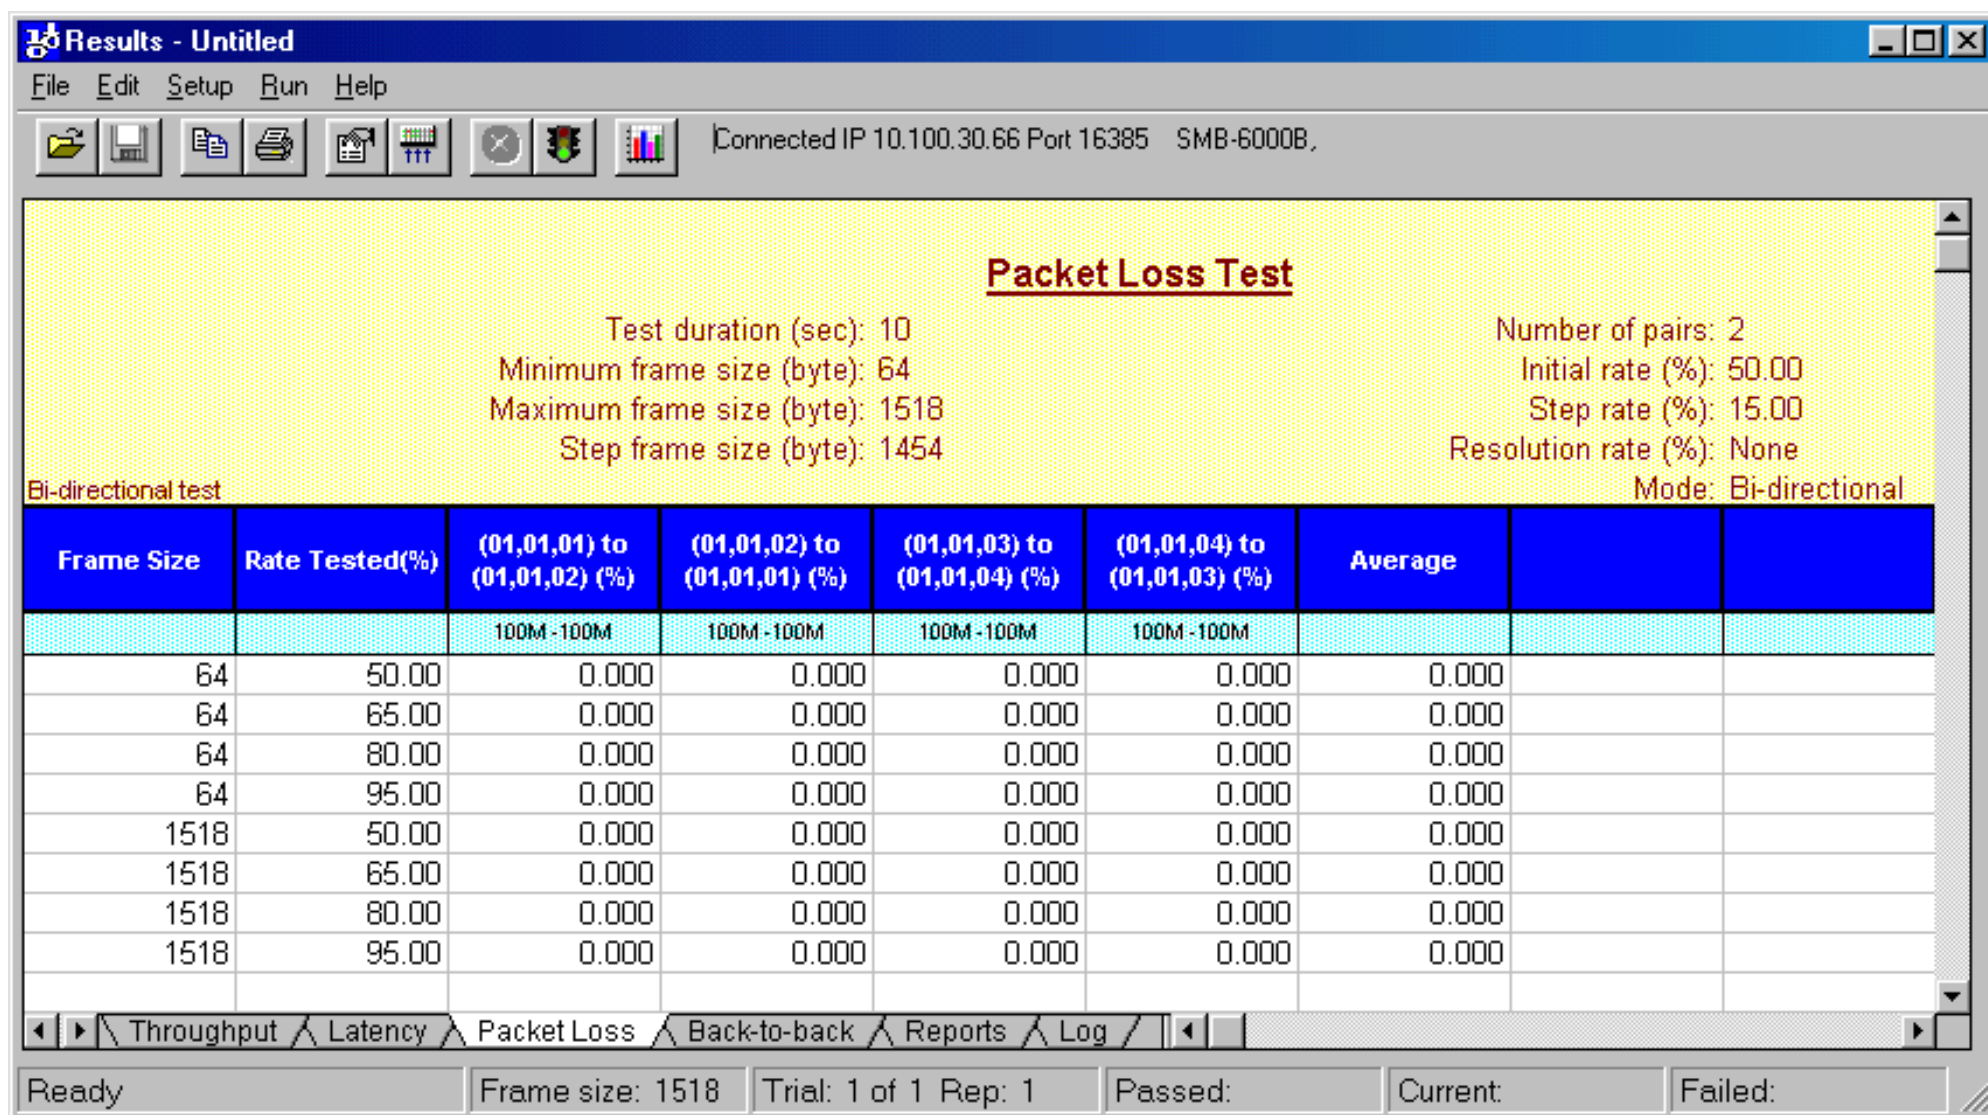 Results - Untitled
File Edit Setup Run Help
Connected IP 10.100.30.66 Port 16385 SMB-6000B,
Packet Loss Test
Test duration (sec): 10 Number of pairs: 2
Minimum frame size (byte): 64 Initial rate (%): 50.00
Maximum frame size (byte): 1518 Step rate (%): 15.00
Step frame size (byte): 1454 Resolution rate (%): None
Bi-directional test Mode: Bi-directional
Frame Size Rate Tested(%) (01,01,01) to (01,01,02) (%) (01,01,02) to (01,01,01) (%) (01,01,03) to (01,01,04) (%) (01,01,04) to (01,01,03) (%) Average
100M -100M 100M -100M 100M -100M 100M -100M
64 50.00 0.000 0.000 0.000 0.000 0.000
64 65.00 0.000 0.000 0.000 0.000 0.000
64 80.00 0.000 0.000 0.000 0.000 0.000
64 95.00 0.000 0.000 0.000 0.000 0.000
1518 50.00 0.000 0.000 0.000 0.000 0.000
1518 65.00 0.000 0.000 0.000 0.000 0.000
1518 80.00 0.000 0.000 0.000 0.000 0.000
1518 95.00 0.000 0.000 0.000 0.000 0.000
Throughput Latency Packet Loss Back-to-back Reports Log
Ready Frame size: 1518 Trial: 1 of 1 Rep: 1 Passed: Current: Failed: